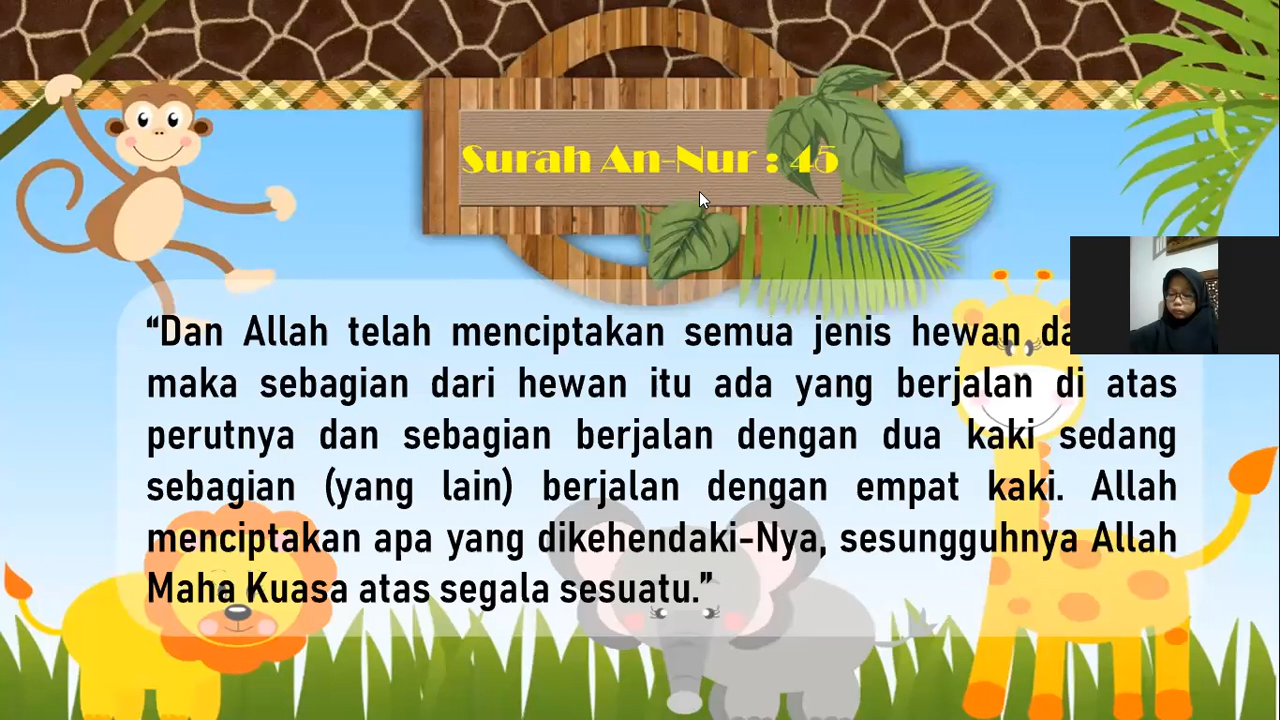 Surah An-Nur : 45
“Dan Allah telah menciptakan semua jenis hewan
maka sebagian dari hewan itu ada yang berjalan di atas
perutnya dan sebagian berjalan dengan dua kaki sedang
sebagian (yang lain) berjalan dengan empat kaki. Allah
menciptakan apa yang dikehendaki-Nya, sesungguhnya Allah
Maha Kuasa atas segala sesuatu.”